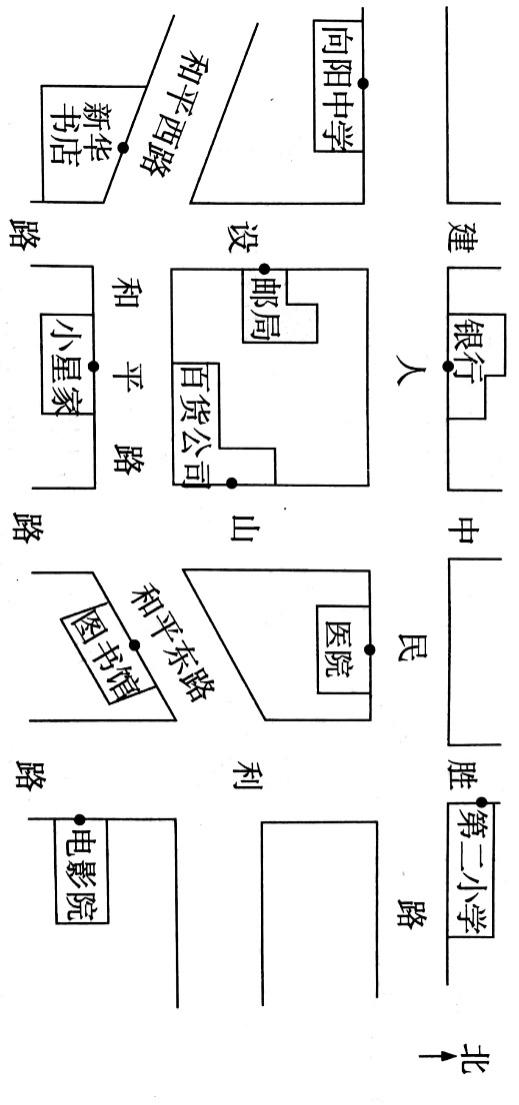 北
建设路
中山路
胜利路
人民路
银行
第二小学
向阳中学
医院
邮局
百货公司
和平西路
和平路
和平东路
新华书店
小星家
图书馆
电影院